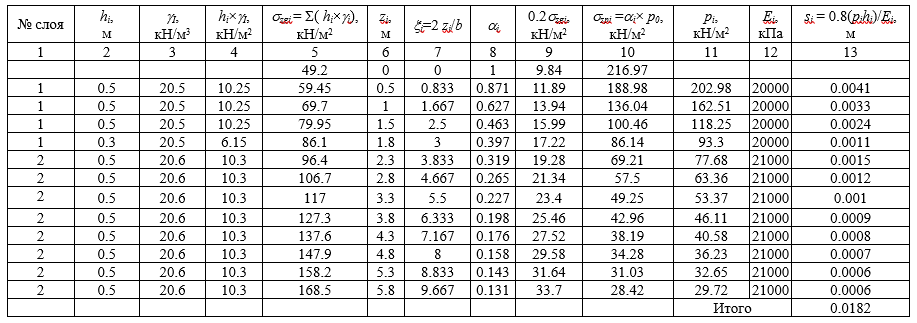 № слоя | hᵢ, м | γᵢ, кН/м³ | hᵢ×γᵢ, кН/м² | σzgi = Σ( hᵢ×γᵢ), кН/м² | zᵢ, м | ξᵢ=2 zᵢ/b | αᵢ | 0.2σzgi, кН/м² | σzpi =αᵢ× p₀, кН/м² | pᵢ, кН/м² | Eᵢ, кПа | sᵢ = 0.8(pᵢhᵢ)/Eᵢ, м
1 | 2 | 3 | 4 | 5 | 6 | 7 | 8 | 9 | 10 | 11 | 12 | 13
49.2 | 0 | 0 | 1 | 9.84 | 216.97
1 | 0.5 | 20.5 | 10.25 | 59.45 | 0.5 | 0.833 | 0.871 | 11.89 | 188.98 | 202.98 | 20000 | 0.0041
1 | 0.5 | 20.5 | 10.25 | 69.7 | 1 | 1.667 | 0.627 | 13.94 | 136.04 | 162.51 | 20000 | 0.0033
1 | 0.5 | 20.5 | 10.25 | 79.95 | 1.5 | 2.5 | 0.463 | 15.99 | 100.46 | 118.25 | 20000 | 0.0024
1 | 0.3 | 20.5 | 6.15 | 86.1 | 1.8 | 3 | 0.397 | 17.22 | 86.14 | 93.3 | 20000 | 0.0011
2 | 0.5 | 20.6 | 10.3 | 96.4 | 2.3 | 3.833 | 0.319 | 19.28 | 69.21 | 77.68 | 21000 | 0.0015
2 | 0.5 | 20.6 | 10.3 | 106.7 | 2.8 | 4.667 | 0.265 | 21.34 | 57.5 | 63.36 | 21000 | 0.0012
2 | 0.5 | 20.6 | 10.3 | 117 | 3.3 | 5.5 | 0.227 | 23.4 | 49.25 | 53.37 | 21000 | 0.001
2 | 0.5 | 20.6 | 10.3 | 127.3 | 3.8 | 6.333 | 0.198 | 25.46 | 42.96 | 46.11 | 21000 | 0.0009
2 | 0.5 | 20.6 | 10.3 | 137.6 | 4.3 | 7.167 | 0.176 | 27.52 | 38.19 | 40.58 | 21000 | 0.0008
2 | 0.5 | 20.6 | 10.3 | 147.9 | 4.8 | 8 | 0.158 | 29.58 | 34.28 | 36.23 | 21000 | 0.0007
2 | 0.5 | 20.6 | 10.3 | 158.2 | 5.3 | 8.833 | 0.143 | 31.64 | 31.03 | 32.65 | 21000 | 0.0006
2 | 0.5 | 20.6 | 10.3 | 168.5 | 5.8 | 9.667 | 0.131 | 33.7 | 28.42 | 29.72 | 21000 | 0.0006
Итого | 0.0182